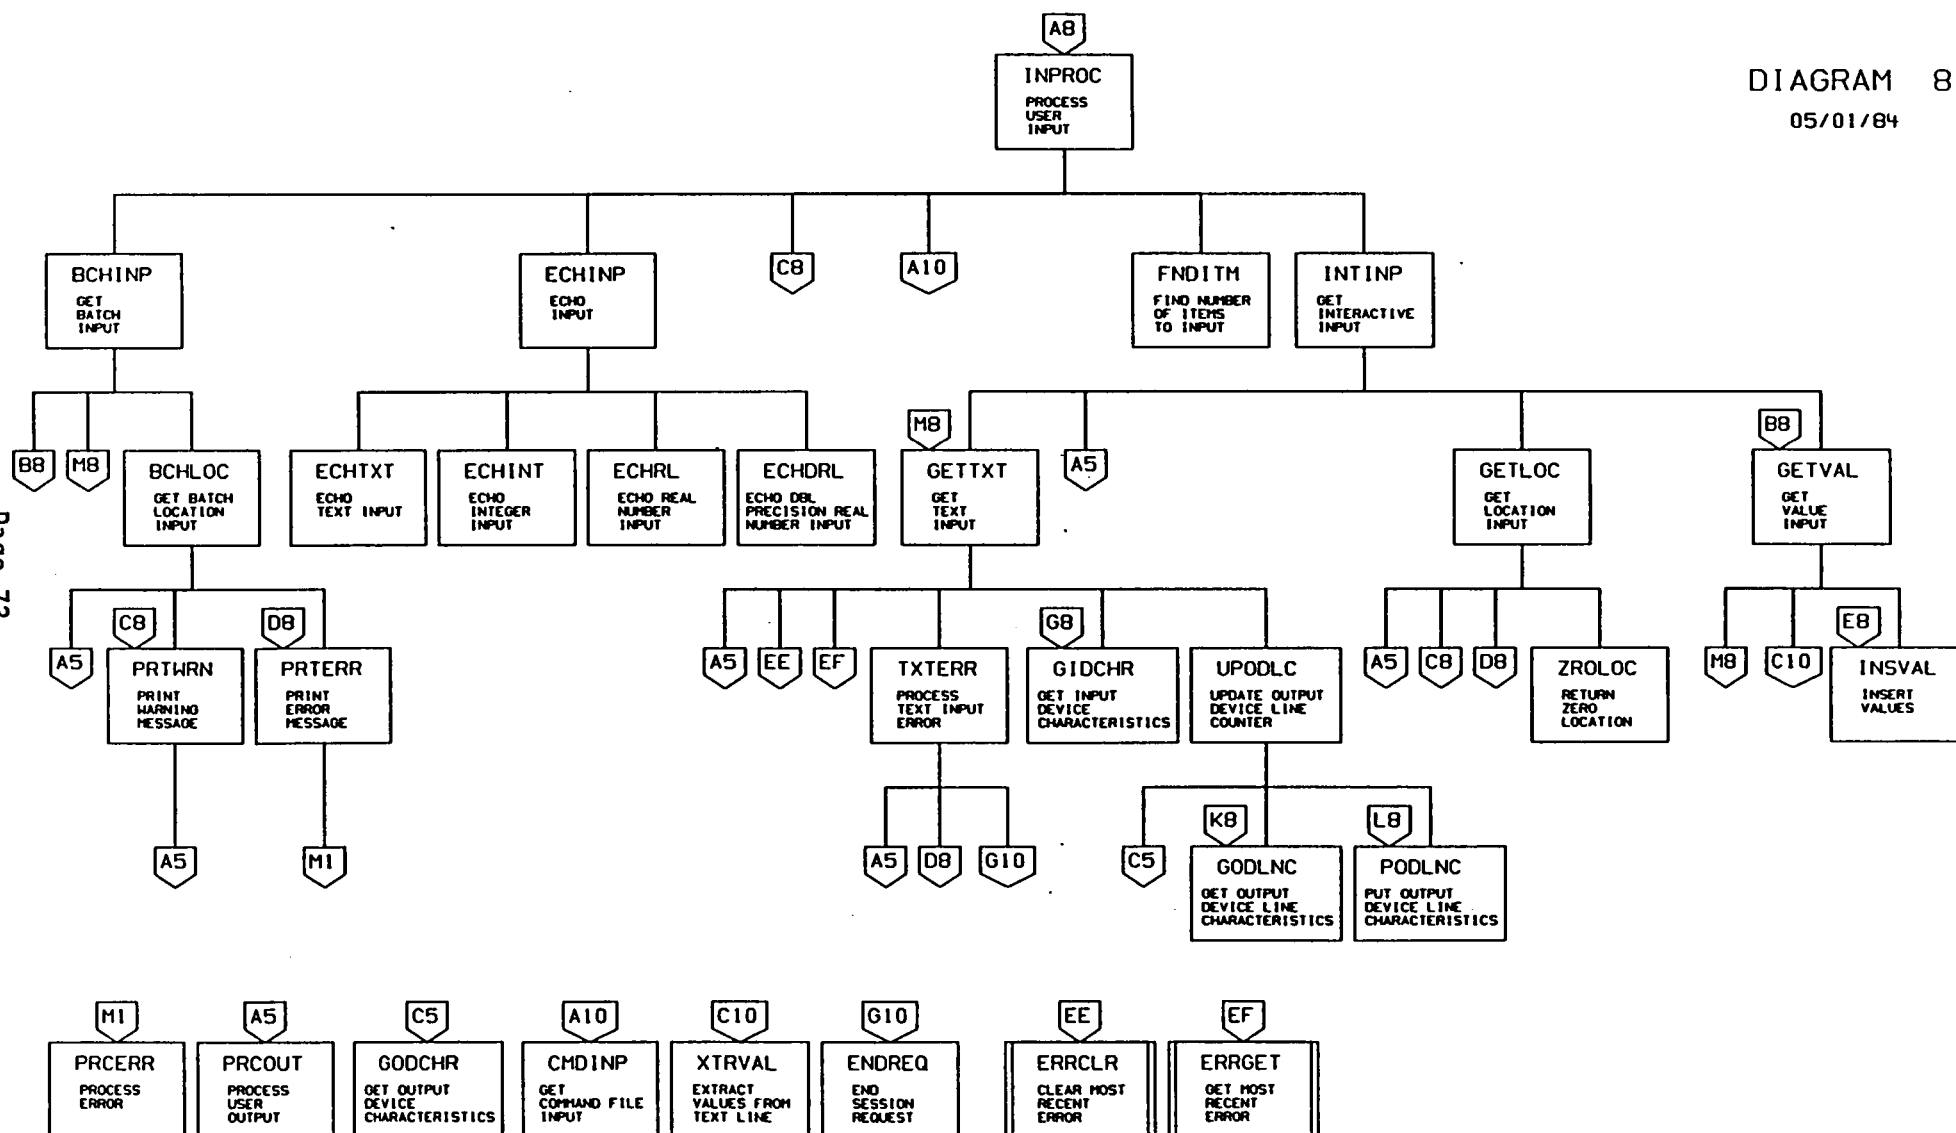 A8
INPROC
PROCESS
USER
INPUT
DIAGRAM 8
05/01/84
BCHINP
GET
BATCH
INPUT
ECHINP
ECHO
INPUT
C8
A10
FNDITM
FIND NUMBER
OF ITEMS
TO INPUT
INTINP
GET
INTERACTIVE
INPUT
B8
M8
BCHLOC
GET BATCH
LOCATION
INPUT
ECHTXT
ECHO
TEXT INPUT
ECHINT
ECHO
INTEGER
INPUT
ECHRL
ECHO REAL
NUMBER
INPUT
ECHDRL
ECHO DBL
PRECISION REAL
NUMBER INPUT
M8
GETTXT
GET
TEXT
INPUT
A5
GETLOC
GET
LOCATION
INPUT
B8
GETVAL
GET
VALUE
INPUT
Page 73
A5
C8
PRTWRN
PRINT
WARNING
MESSAGE
D8
PRTERR
PRINT
ERROR
MESSAGE
A5
EE
EF
TXTERR
PROCESS
TEXT INPUT
ERROR
G8
GIDCHR
GET INPUT
DEVICE
CHARACTERISTICS
UPODLC
UPDATE OUTPUT
DEVICE LINE
COUNTER
A5
C8
D8
ZROLOC
RETURN
ZERO
LOCATION
M8
C10
E8
INSVAL
INSERT
VALUES
A5
M1
A5
D8
G10
C5
K8
GODLNC
GET OUTPUT
DEVICE LINE
CHARACTERISTICS
L8
PODLNC
PUT OUTPUT
DEVICE LINE
CHARACTERISTICS
M1
PRCERR
PROCESS
ERROR
A5
PRCOUT
PROCESS
USER
OUTPUT
C5
GODCHR
GET OUTPUT
DEVICE
CHARACTERISTICS
A10
CMDINP
GET
COMMAND FILE
INPUT
C10
XTRVAL
EXTRACT
VALUES FROM
TEXT LINE
G10
ENDREQ
END
SESSION
REQUEST
EE
ERRCLR
CLEAR MOST
RECENT
ERROR
EF
ERRGET
GET MOST
RECENT
ERROR